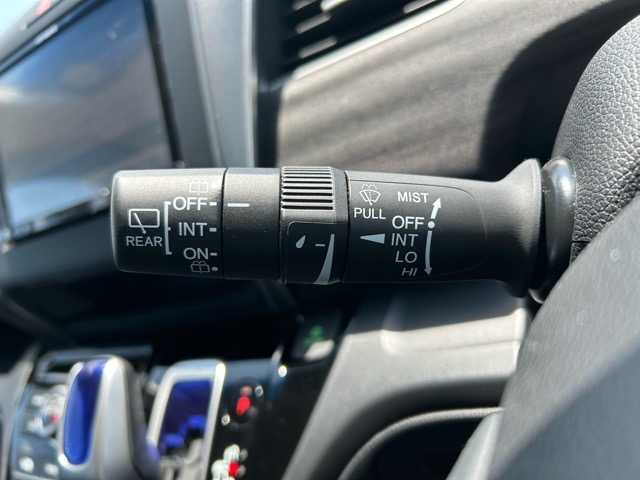 OFF
INT
REAR
ON
PULL
MIST
OFF
INT
LO
HI